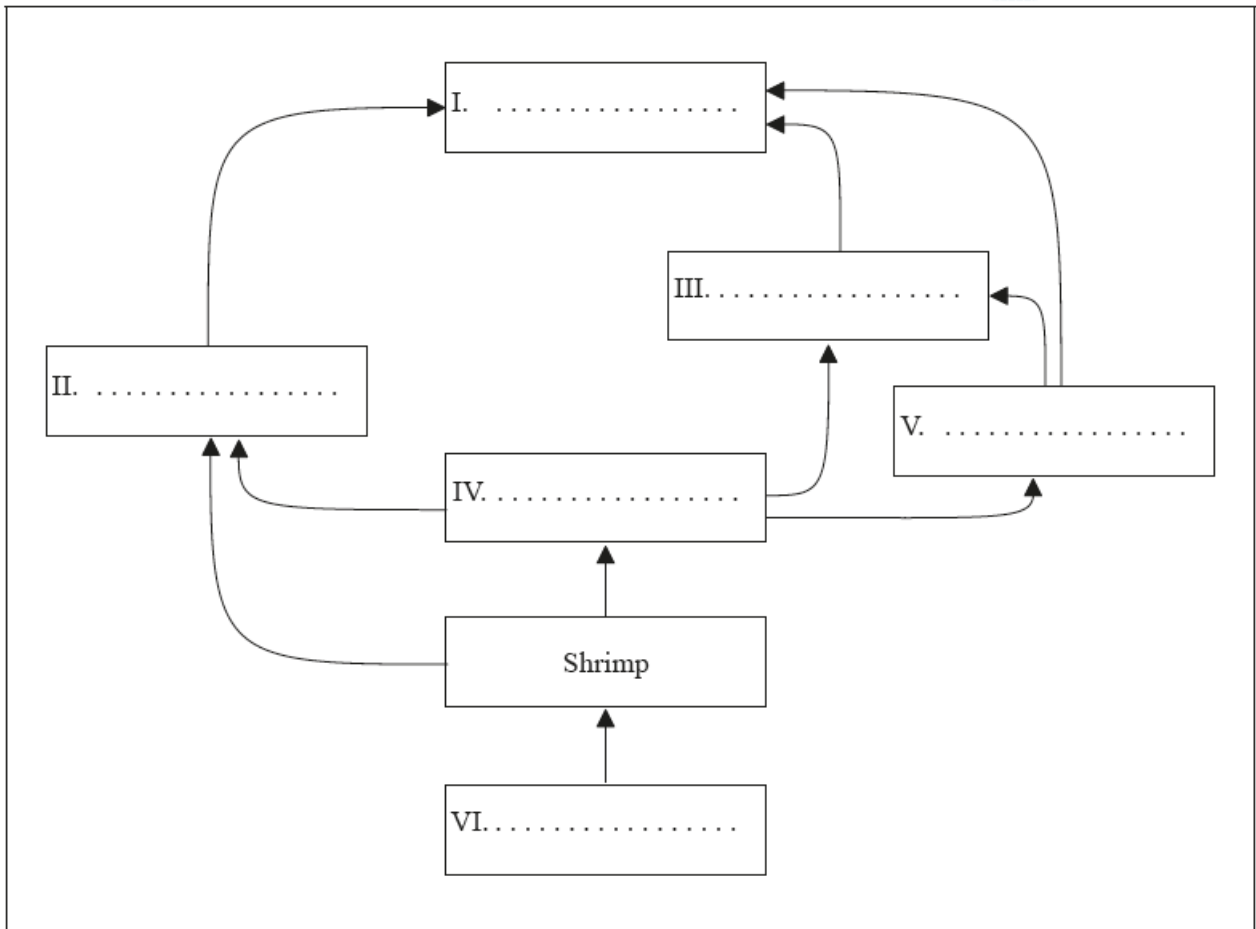 I. . . . . . . . . . . . . . . . . .
III. . . . . . . . . . . . . . . . . . .
II. . . . . . . . . . . . . . . . . .
V. . . . . . . . . . . . . . . . . .
IV. . . . . . . . . . . . . . . . . . .
Shrimp
VI. . . . . . . . . . . . . . . . . . .